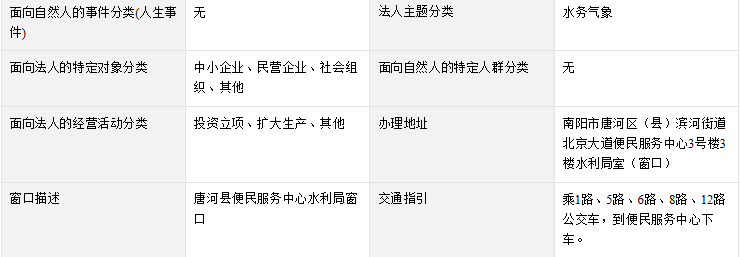 面向自然人的事件分类(人生事
件)
无
法人主题分类
水务气象
面向法人的特定对象分类
中小企业、民营企业、社会组
织、其他
面向自然人的特定人群分类
无
面向法人的经营活动分类
投资立项、扩大生产、其他
办理地址
南阳市唐河区（县）滨河街道
北京大道便民服务中心3号楼3
楼水利局室（窗口）
窗口描述
唐河县便民服务中心水利局窗
口
交通指引
乘1路、5路、6路、8路、12路
公交车，到便民服务中心下
车。